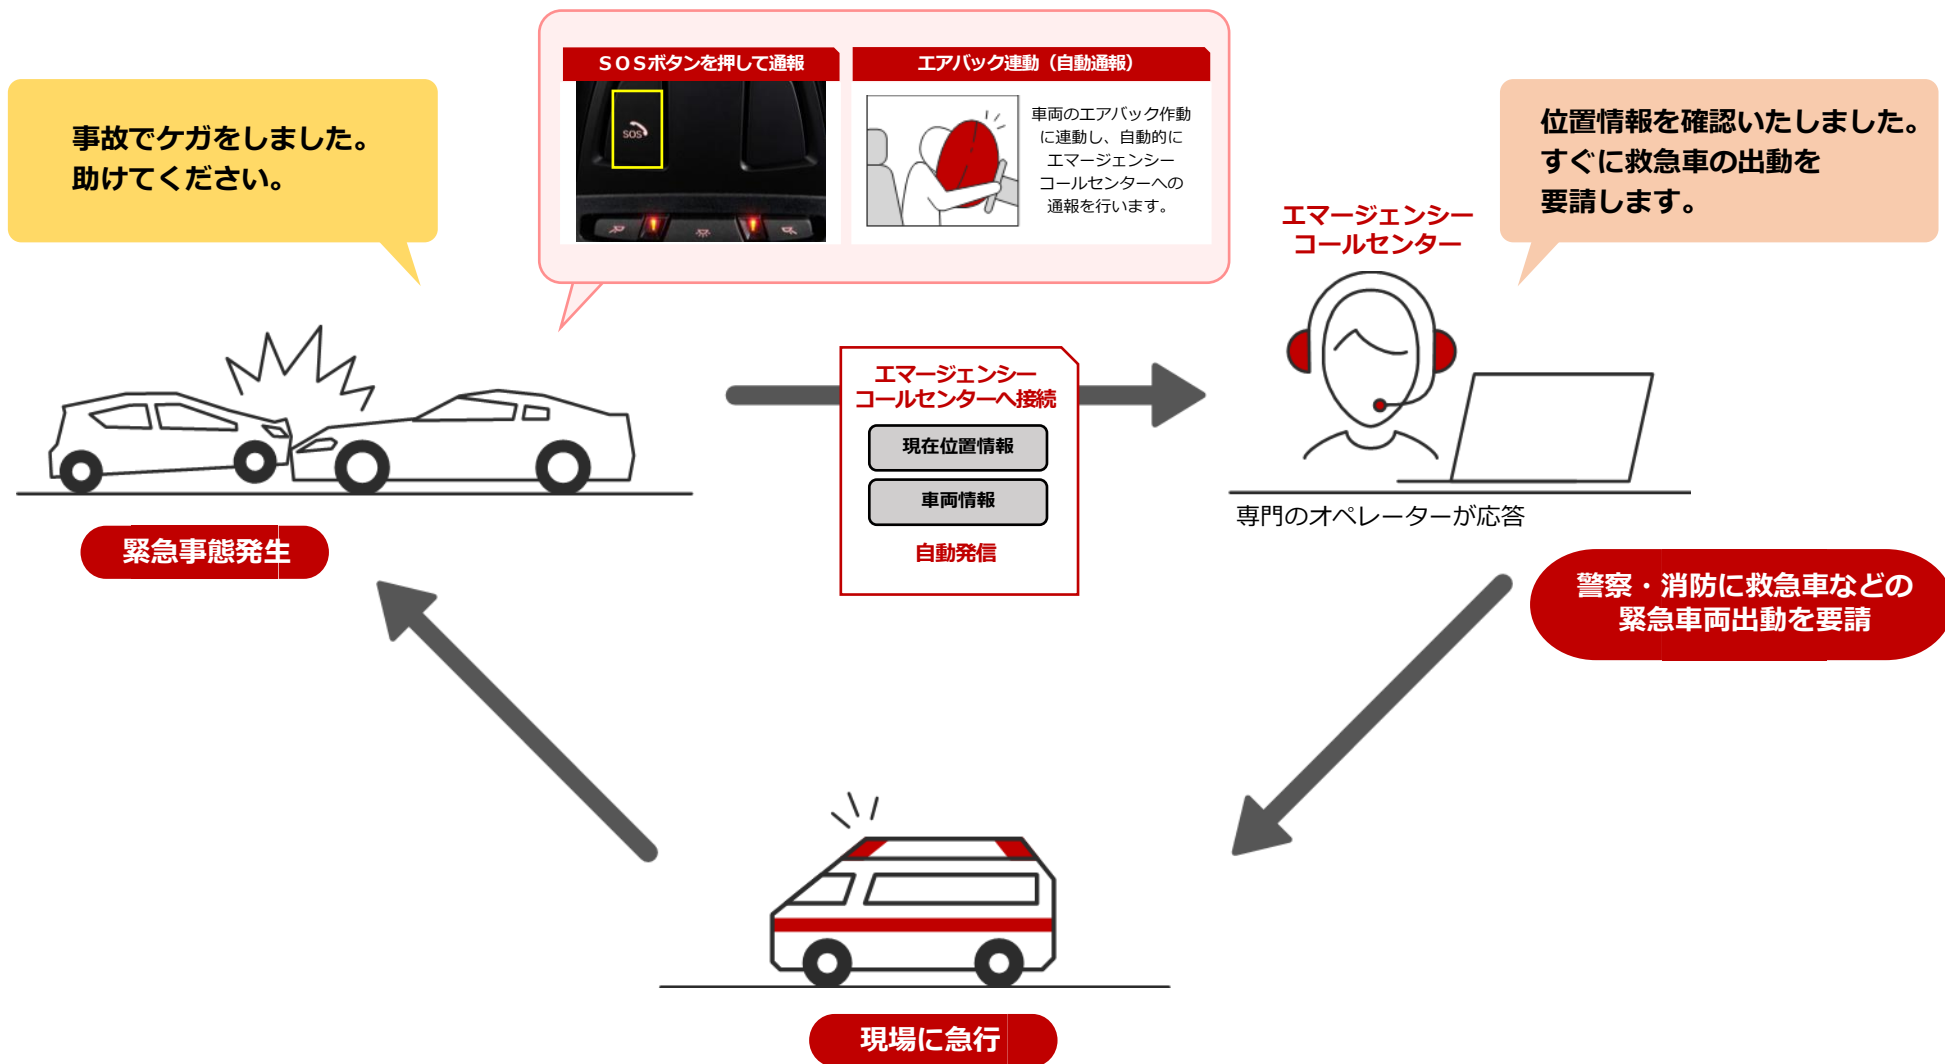 SOSボタンを押して通報
エアバック連動（自動通報）
SOS
車両のエアバック作動
に連動し、自動的に
エマージェンシー
コールセンターへの
通報を行います。
事故でケガをしました。
助けてください。
位置情報を確認いたしました。
すぐに救急車の出動を
要請します。
エマージェンシー
コールセンター
エマージェンシー
コールセンターへ接続
現在位置情報
車両情報
自動発信
専門のオペレーターが応答
緊急事態発生
警察・消防に救急車などの
緊急車両出動を要請
現場に急行